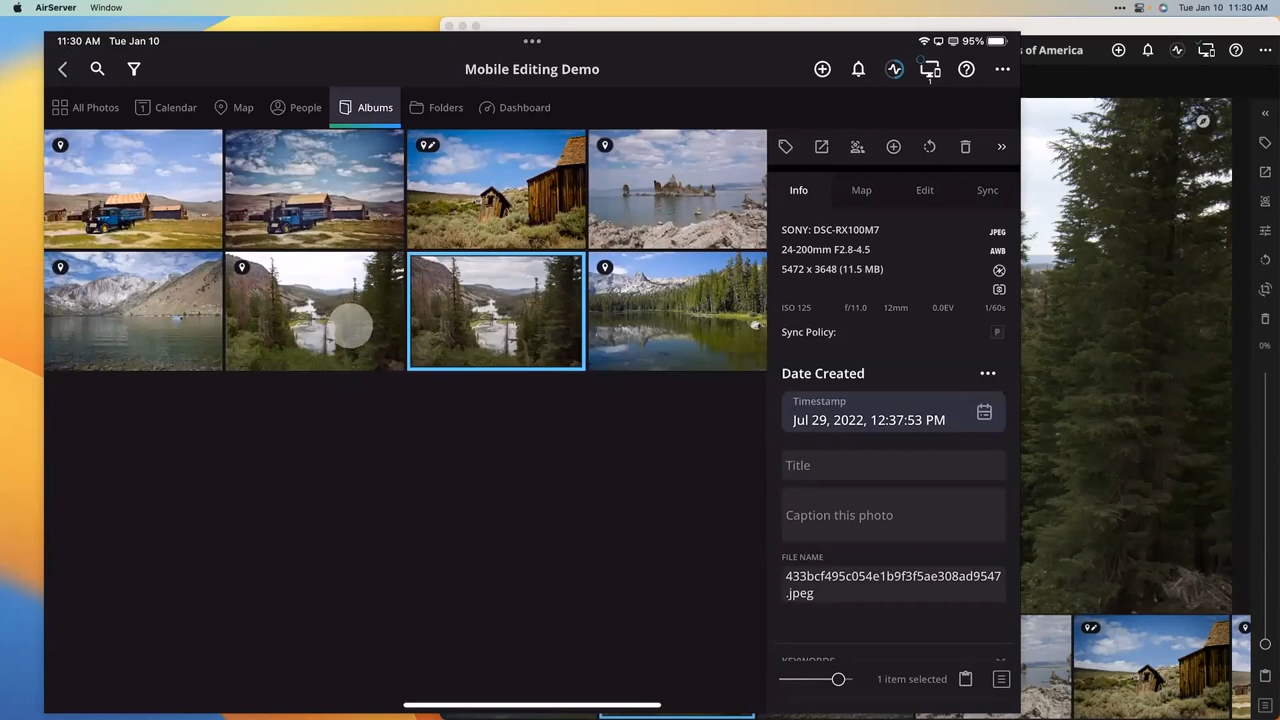 AirServer Window
Tue Jan 10 11:30 AM
11:30 AM Tue Jan 10
95%
s of America
Mobile Editing Demo
1
All Photos
1
Calendar
Map
People
Albums
Folders
Dashboard
Info
Map
Edit
Sync
SONY: DSC-RX100M7
JPEG
24-200mm F2.8-4.5
AWB
5472 x 3648 (11.5 MB)
ISO 125
f/11.0
12mm
0.0EV
1/60s
Sync Policy:
P
0%
Date Created
Timestamp
Jul 29, 2022, 12:37:53 PM
Title
Caption this photo
FILE NAME
433bcf495c054e1b9f3f5ae308ad9547
.jpeg
KEYWORDS
1 item selected